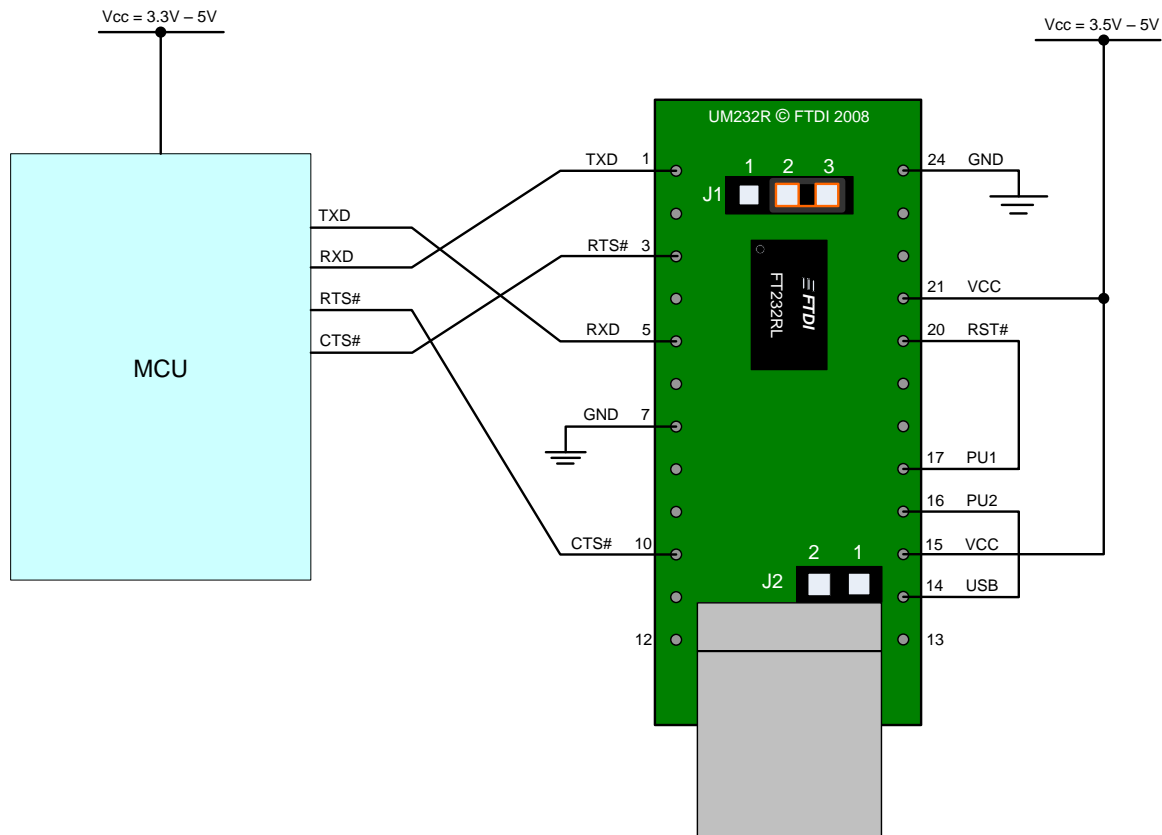 Vcc = 3.3V – 5V
Vcc = 3.5V – 5V
UM232R © FTDI 2008
TXD 1
24 GND
1 2 3
J1
TXD
RXD
RTS#
CTS#
MCU
RTS# 3
FTDI
FT232RL
21 VCC
RXD 5
20 RST#
GND 7
17 PU1
16 PU2
CTS# 10
15 VCC
2 1
J2
14 USB
12
13